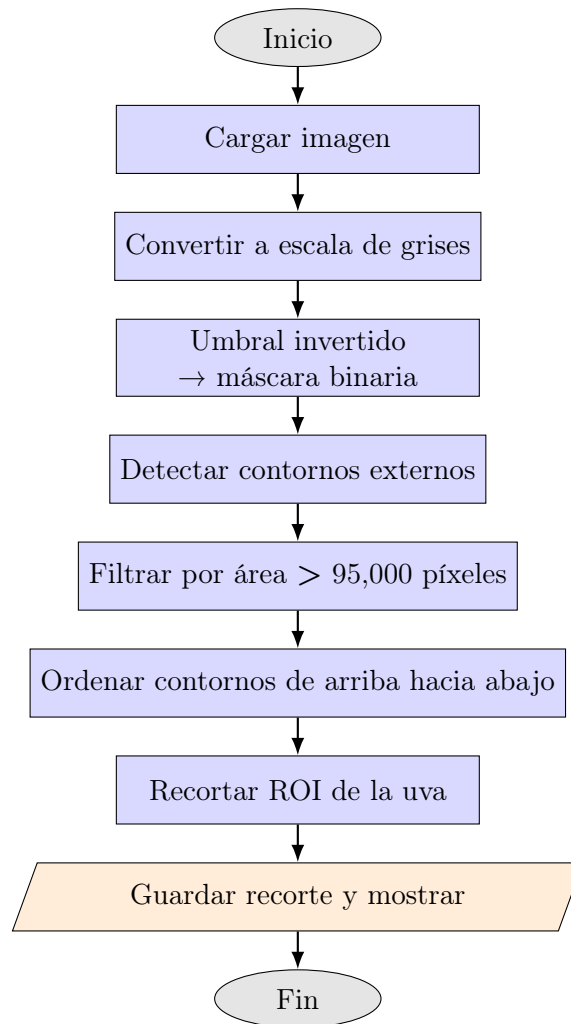 Inicio
Cargar imagen
Convertir a escala de grises
Umbral invertido
→ máscara binaria
Detectar contornos externos
Filtrar por área > 95,000 píxeles
Ordenar contornos de arriba hacia abajo
Recortar ROI de la uva
Guardar recorte y mostrar
Fin